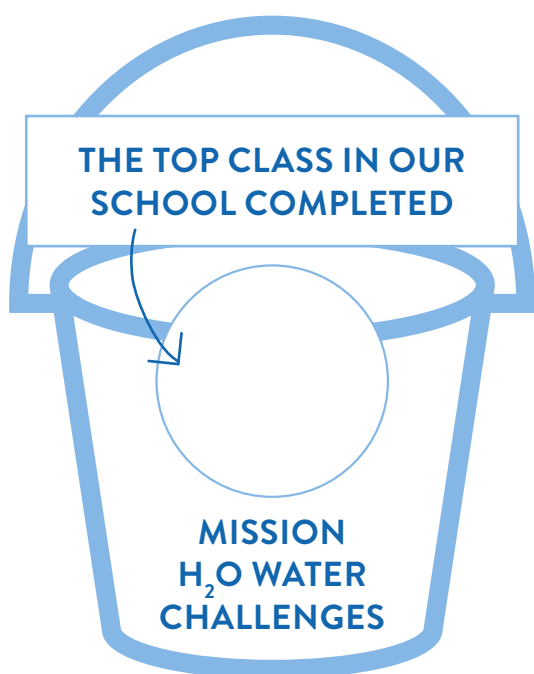 THE TOP CLASS IN OUR
SCHOOL COMPLETED
MISSION
H₂O WATER
CHALLENGES